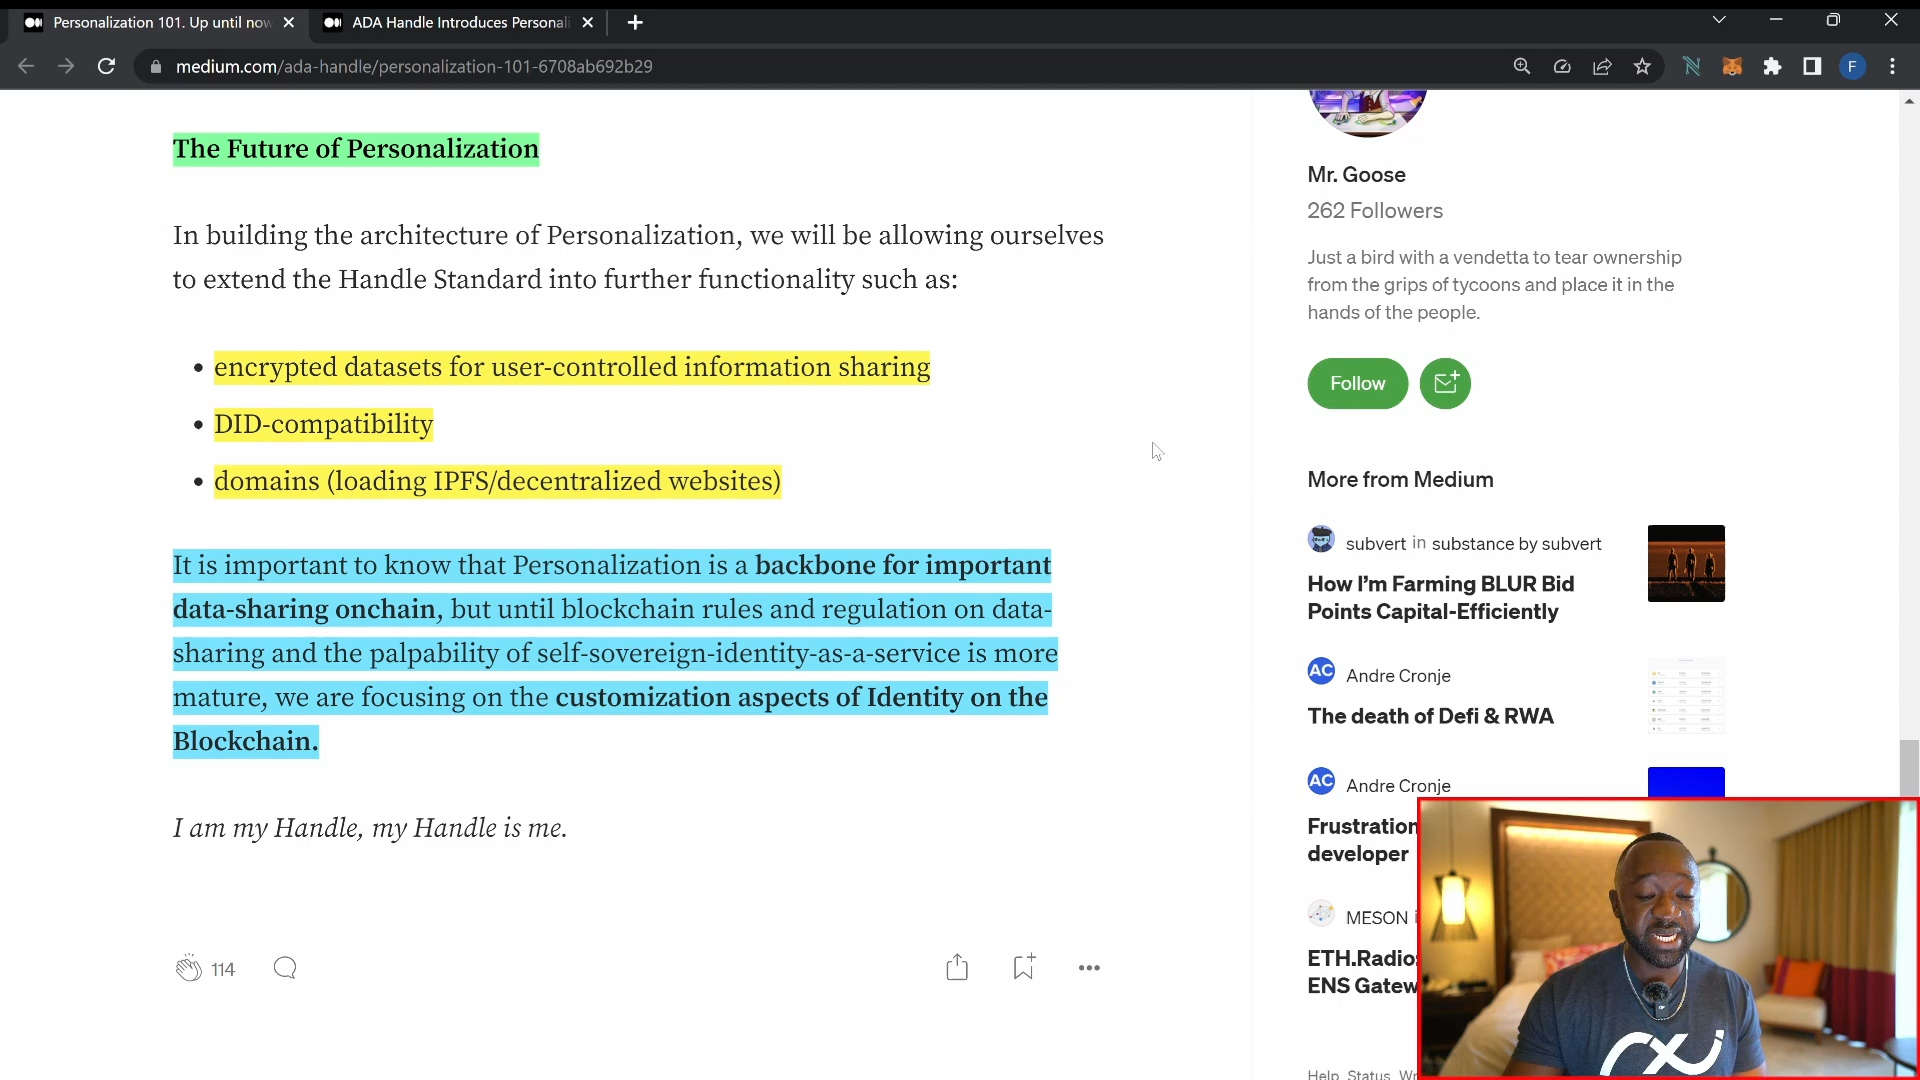 Personalization 101. Up until now
ADA Handle Introduces Personali
medium.com/ada-handle/personalization-101-6708ab692b29
F
The Future of Personalization
In building the architecture of Personalization, we will be allowing ourselves
to extend the Handle Standard into further functionality such as:
• encrypted datasets for user-controlled information sharing
• DID-compatibility
• domains (loading IPFS/decentralized websites)
It is important to know that Personalization is a backbone for important
data-sharing onchain, but until blockchain rules and regulation on data-
sharing and the palpability of self-sovereign-identity-as-a-service is more
mature, we are focusing on the customization aspects of Identity on the
Blockchain.
I am my Handle, my Handle is me.
114
Mr. Goose
262 Followers
Just a bird with a vendetta to tear ownership
from the grips of tycoons and place it in the
hands of the people.
Follow
More from Medium
subvert in substance by subvert
How I'm Farming BLUR Bid
Points Capital-Efficiently
AC Andre Cronje
The death of Defi & RWA
AC Andre Cronje
Frustration
developer
MESON
ETH.Radio:
ENS Gatew
Help Status Wr